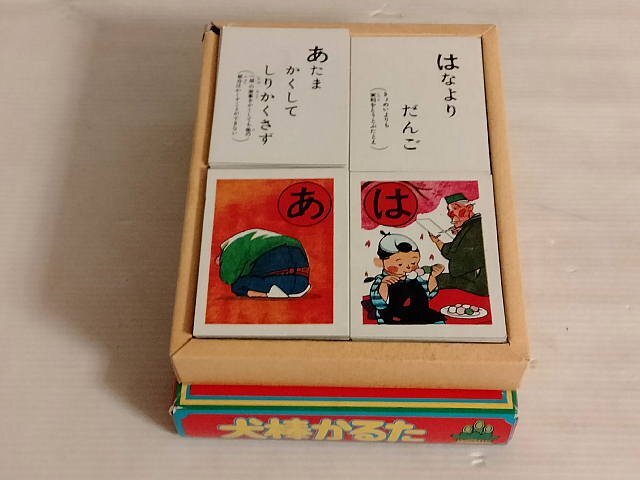 はなより
だんご
あたま
かくして
しりかくさず
あ
は
犬棒かるた